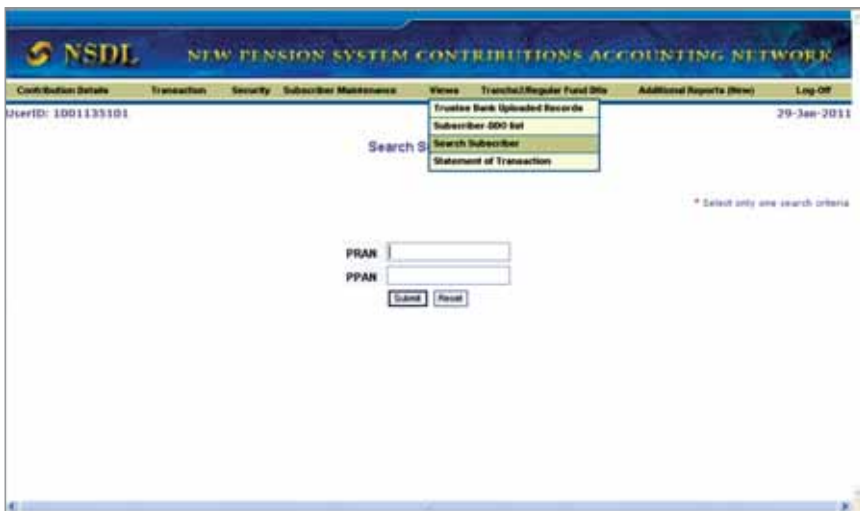 NSDL NEW PENSION SYSTEM CONTRIBUTIONS ACCOUNTING NETWORK
Contribution Details Transaction Security Subscriber Maintenance Views TrancheII/Regular Fund Dtls Additional Reports (New) Log-Off
UserID: 1001135101 29-Jan-2011
Trustee Bank Uploaded Records
Subscriber-DDO list
Search S
Search Subscriber
Statement of Transaction
* Select only one search criteria
PRAN
PPAN
Submit Reset